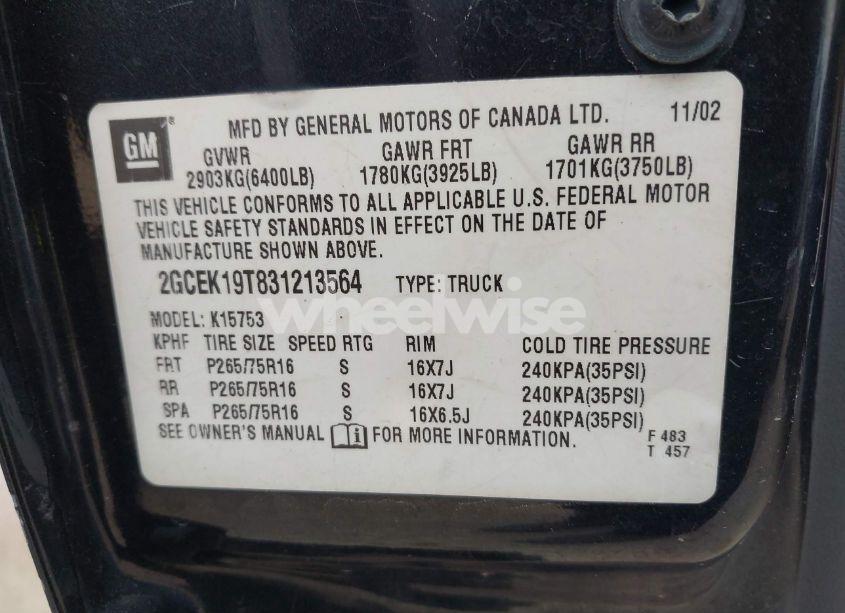 GM ®
MFD BY GENERAL MOTORS OF CANADA LTD. 11/02
GVWR GAWR FRT GAWR RR
2903KG(6400LB) 1780KG(3925LB) 1701KG(3750LB)
THIS VEHICLE CONFORMS TO ALL APPLICABLE U.S. FEDERAL MOTOR
VEHICLE SAFETY STANDARDS IN EFFECT ON THE DATE OF
MANUFACTURE SHOWN ABOVE.
2GCEK19T831213564 TYPE: TRUCK
wheelwise
MODEL: K15753
KPHF TIRE SIZE SPEED RTG RIM COLD TIRE PRESSURE
FRT P265/75R16 S 16X7J 240KPA(35PSI)
RR P265/75R16 S 16X7J 240KPA(35PSI)
SPA P265/75R16 S 16X6.5J 240KPA(35PSI)
SEE OWNER'S MANUAL FOR MORE INFORMATION. F 483
T 457